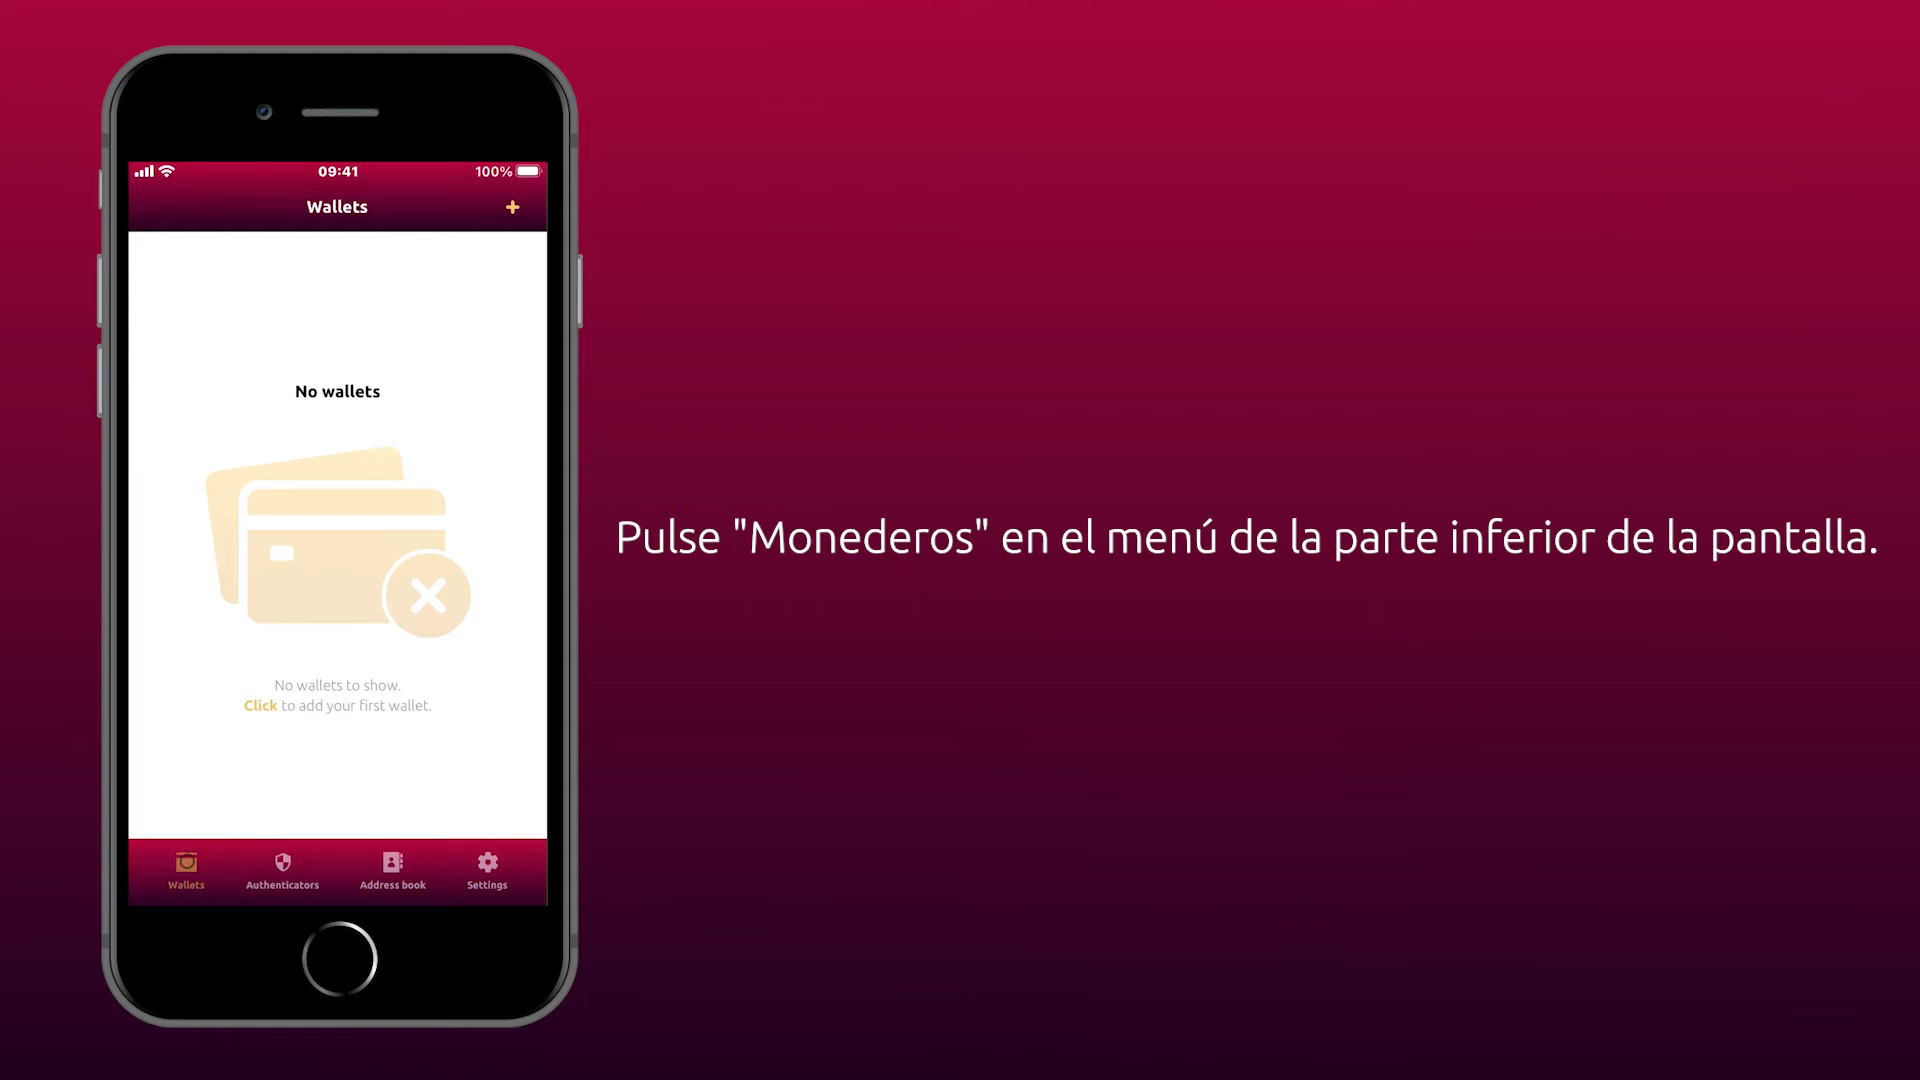 09:41
100%
Wallets
+
No wallets
No wallets to show.
Click to add your first wallet.
Wallets
Authenticators
Address book
Settings
Pulse "Monederos" en el menú de la parte inferior de la pantalla.